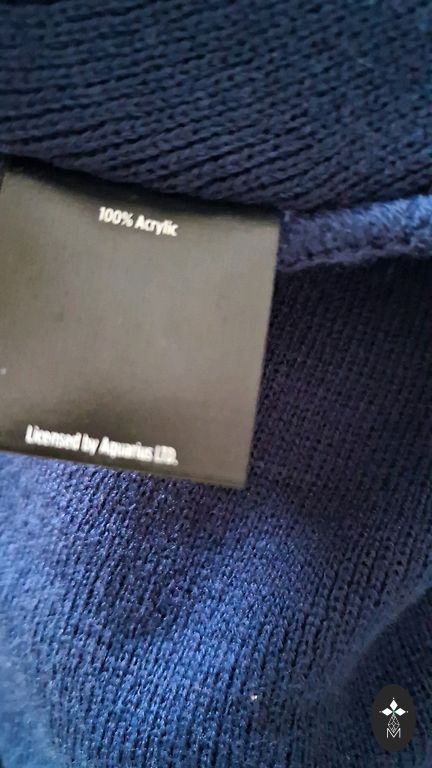 100% Acrylic
Licensed by Aquarius LTD.
M